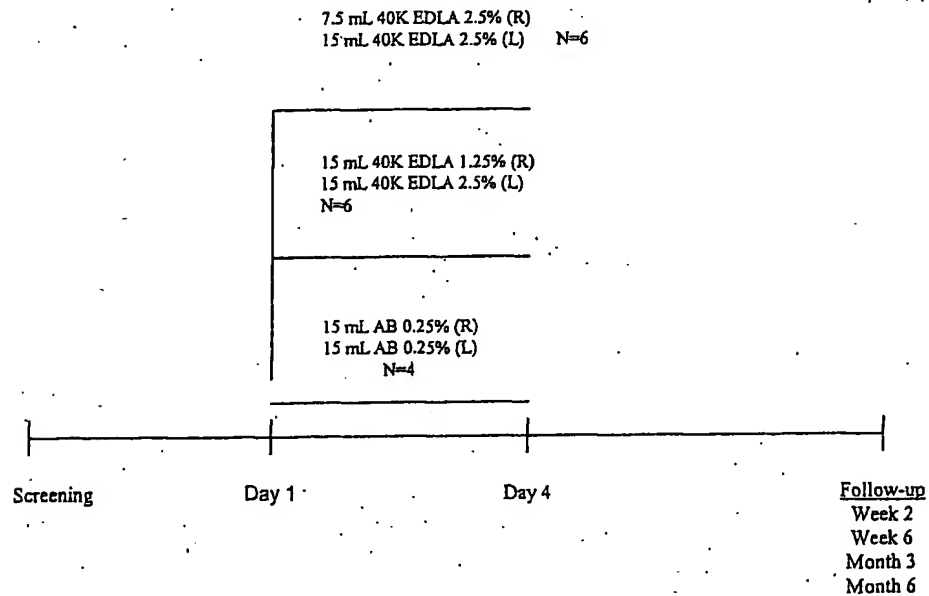 7.5 mL 40K EDLA 2.5% (R)
15 mL 40K EDLA 2.5% (L) N=6
15 mL 40K EDLA 1.25% (R)
15 mL 40K EDLA 2.5% (L)
N=6
15 mL AB 0.25% (R)
15 mL AB 0.25% (L)
N=4
Screening
Day 1
Day 4
Follow-up
Week 2
Week 6
Month 3
Month 6